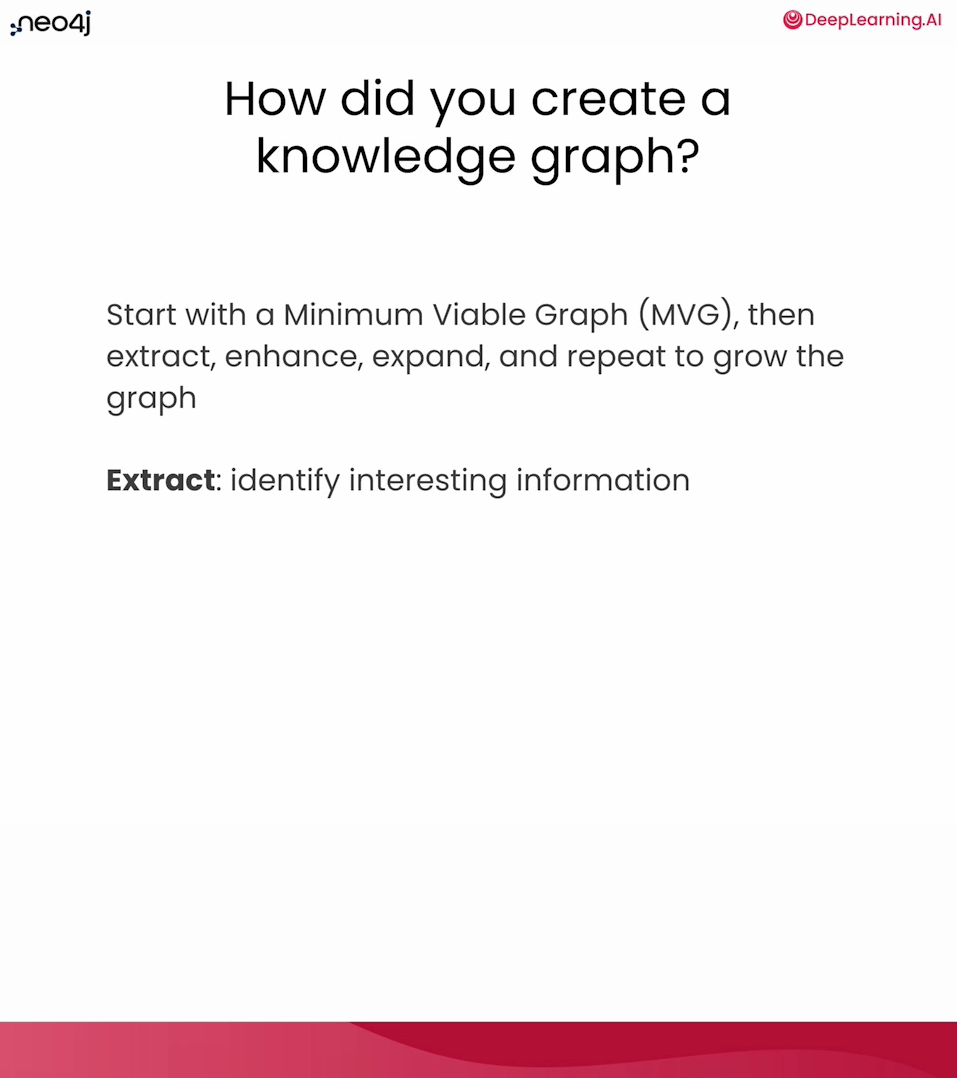 neo4j
DeepLearning.AI
How did you create a
knowledge graph?
Start with a Minimum Viable Graph (MVG), then
extract, enhance, expand, and repeat to grow the
graph
Extract: identify interesting information